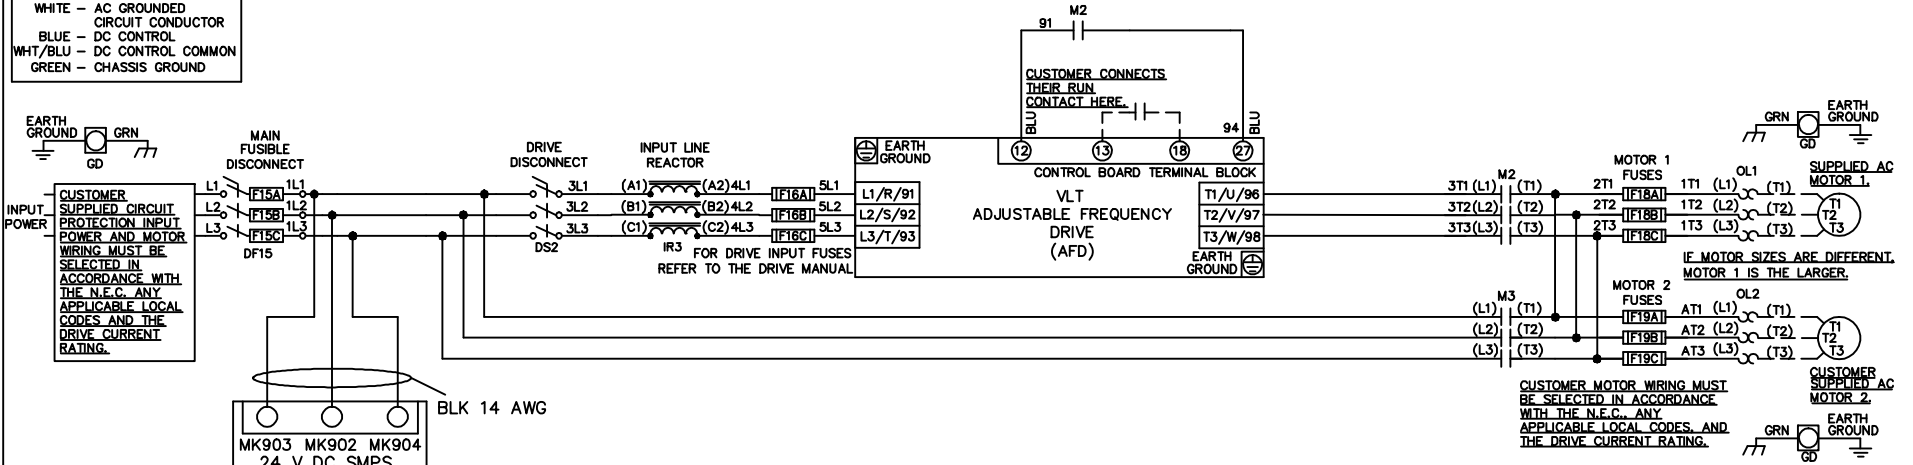 WHITE – AC GROUNDED
CIRCUIT CONDUCTOR
BLUE – DC CONTROL
WHT/BLU – DC CONTROL COMMON
GREEN – CHASSIS GROUND
EARTH
GROUND
GRN
GD
INPUT
POWER
CUSTOMER
SUPPLIED CIRCUIT
PROTECTION INPUT
POWER AND MOTOR
WIRING MUST BE
SELECTED IN
ACCORDANCE WITH
THE N.E.C. ANY
APPLICABLE LOCAL
CODES AND THE
DRIVE CURRENT
RATING.
MAIN
FUSIBLE
DISCONNECT
L1 F15A 1L1
L2 F15B 1L2
L3 F15C 1L3
DF15
DRIVE
DISCONNECT
3L1
3L2
3L3
DS2
INPUT LINE
REACTOR
(A1) (A2) 4L1 F16A 5L1
(B1) (B2) 4L2 F16B 5L2
(C1) (C2) 4L3 F16C 5L3
IR3
FOR DRIVE INPUT FUSES
REFER TO THE DRIVE MANUAL
M2
91
CUSTOMER CONNECTS
THEIR RUN
CONTACT HERE.
BLU
94
BLU
12 13 18 27
CONTROL BOARD TERMINAL BLOCK
EARTH
GROUND
L1/R/91
L2/S/92
L3/T/93
VLT
ADJUSTABLE FREQUENCY
DRIVE
(AFD)
T1/U/96
T2/V/97
T3/W/98
EARTH
GROUND
M2
3T1 (L1) (T1)
3T2(L2) (T2)
3T3(L3) (T3)
MOTOR 1
FUSES
2T1 F18A 1T1 (L1) (T1)
2T2 F18B 1T2 (L2) (T2)
2T3 F18C 1T3 (L3) (T3)
OL1
GRN
GD
EARTH
GROUND
SUPPLIED AC
MOTOR 1.
T1
T2
T3
IF MOTOR SIZES ARE DIFFERENT,
MOTOR 1 IS THE LARGER.
M3
(L1) (T1)
(L2) (T2)
(L3) (T3)
MOTOR 2
FUSES
F19A AT1 (L1) (T1)
F19B AT2 (L2) (T2)
F19C AT3 (L3) (T3)
OL2
T1
T2
T3
CUSTOMER
SUPPLIED AC
MOTOR 2.
CUSTOMER MOTOR WIRING MUST
BE SELECTED IN ACCORDANCE
WITH THE N.E.C., ANY
APPLICABLE LOCAL CODES, AND
THE DRIVE CURRENT RATING.
GRN
GD
EARTH
GROUND
BLK 14 AWG
MK903 MK902 MK904
24 V DC SMPS